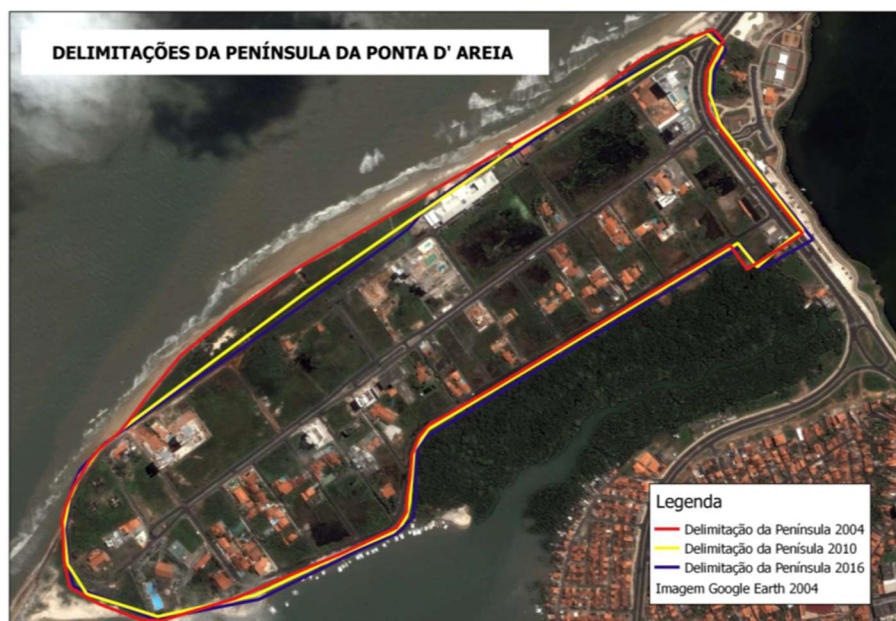 DELIMITAÇÕES DA PENÍNSULA DA PONTA D' AREIA
Legenda
Delimitação da Península 2004
Delimitação da Penísula 2010
Delimitação da Península 2016
Imagem Google Earth 2004